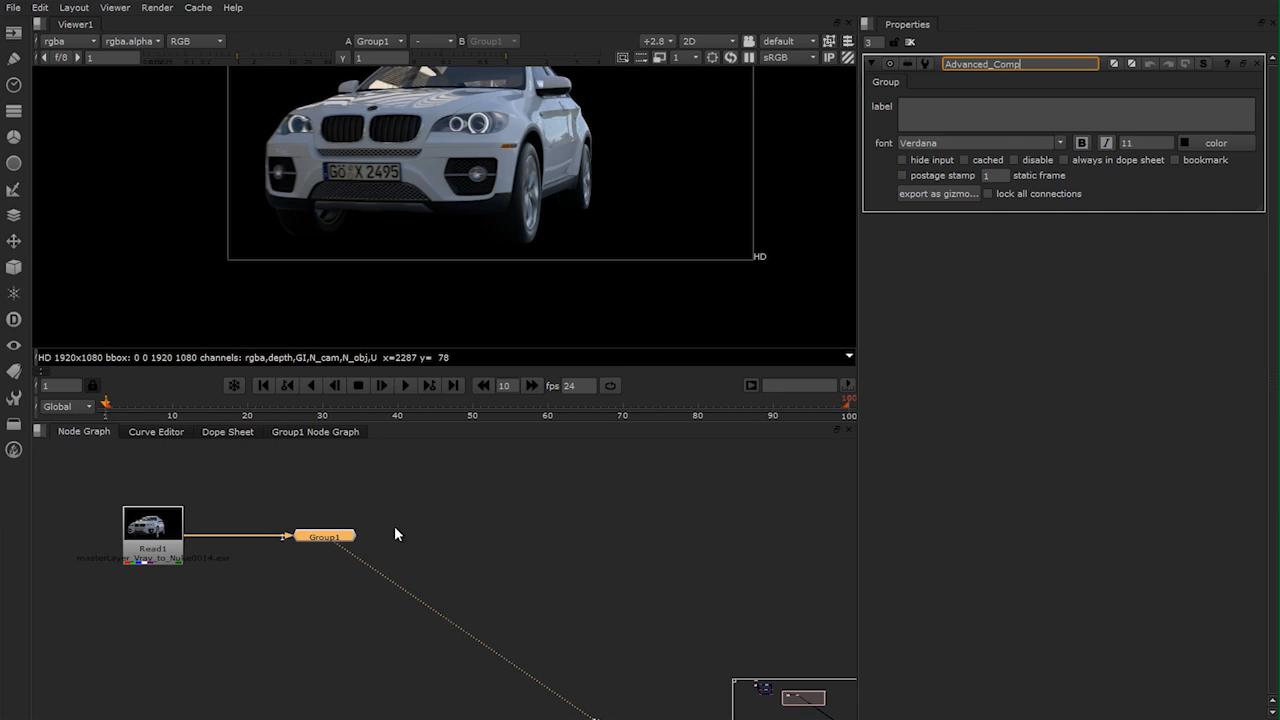 File Edit Layout Viewer Render Cache Help
Viewer1
rgba rgba.alpha RGB A Group1 - B Group1 ÷2.8 2D default
f/8 1 Y 1 1 sRGB IP
GÖ X 2495
HD
HD 1920x1080 bbox: 0 0 1920 1080 channels: rgba,depth,GI,N_cam,N_obj,U x=2287 y= 78
1 10 fps 24
Global 1 10 20 30 40 50 60 70 80 90 100
100
Node Graph Curve Editor Dope Sheet Group1 Node Graph
Read1
masterLayer_Vray_to_Nuke0014.exr
1 Group1
Properties
3
Advanced_Comp S ?
Group
label
font Verdana B I 11 color
hide input cached disable always in dope sheet bookmark
postage stamp 1 static frame
export as gizmo... lock all connections